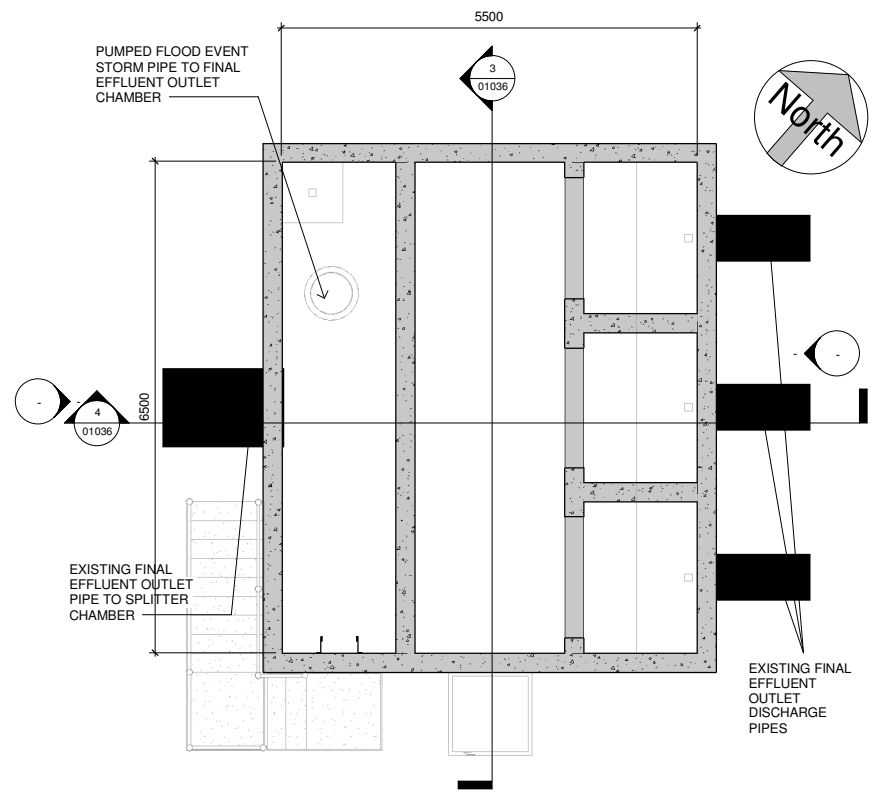 5500
PUMPED FLOOD EVENT
STORM PIPE TO FINAL
EFFLUENT OUTLET
CHAMBER
3
01036
North
6500
-
-
4
01036
-
-
EXISTING FINAL
EFFLUENT OUTLET
PIPE TO SPLITTER
CHAMBER
EXISTING FINAL
EFFLUENT
OUTLET
DISCHARGE
PIPES